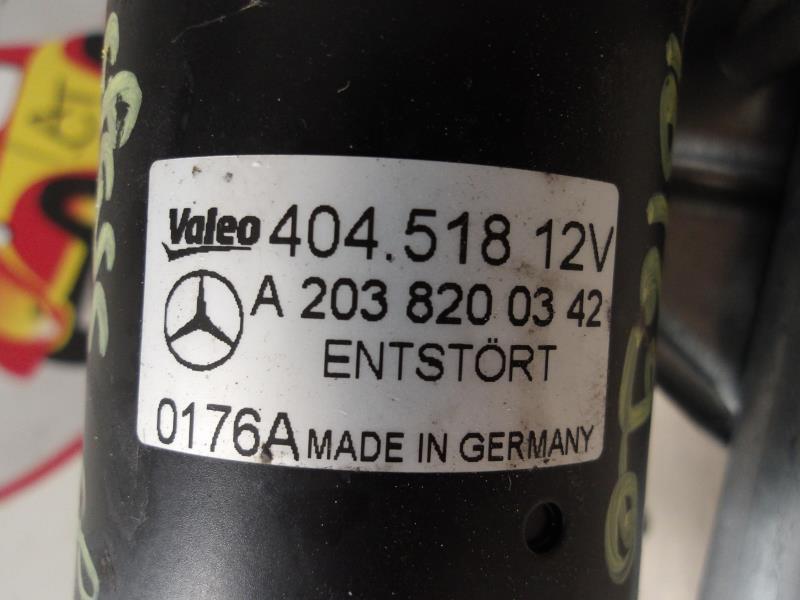 Valeo 404.518 12V
A 203 820 03 42
ENTSTÖRT
0176A MADE IN GERMANY